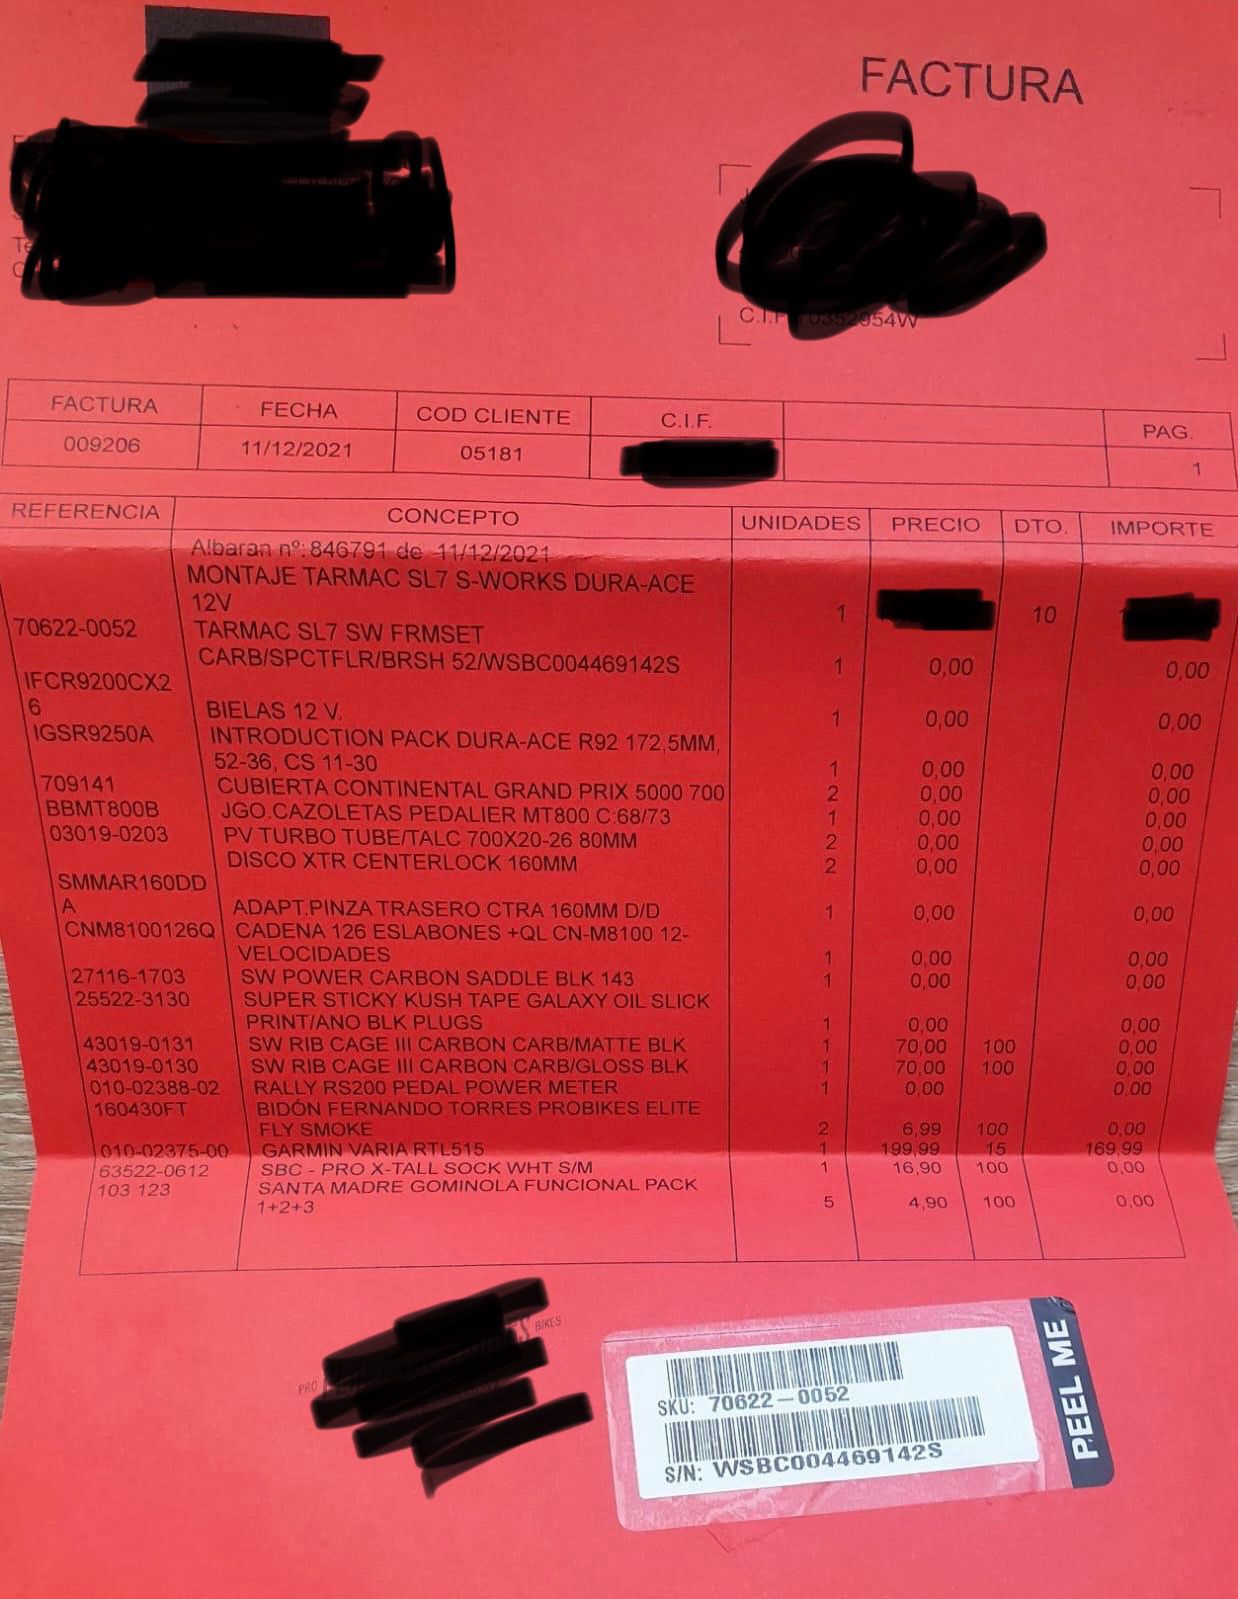 FACTURA
C.I.F
FACTURA FECHA COD CLIENTE C.I.F. PAG.
009206 11/12/2021 05181 1
REFERENCIA CONCEPTO UNIDADES PRECIO DTO. IMPORTE
Albaran nº: 846791 de 11/12/2021
MONTAJE TARMAC SL7 S-WORKS DURA-ACE
12V 1 10
70622-0052 TARMAC SL7 SW FRMSET
CARB/SPCTFLR/BRSH 52/WSBC004469142S 1 0,00 0,00
IFCR9200CX2
6 BIELAS 12 V. 1 0,00 0,00
IGSR9250A INTRODUCTION PACK DURA-ACE R92 172,5MM,
52-36, CS 11-30 1 0,00 0,00
709141 CUBIERTA CONTINENTAL GRAND PRIX 5000 700 2 0,00 0,00
BBMT800B JGO.CAZOLETAS PEDALIER MT800 C:68/73 1 0,00 0,00
03019-0203 PV TURBO TUBE/TALC 700X20-26 80MM 2 0,00 0,00
DISCO XTR CENTERLOCK 160MM 2 0,00 0,00
SMMAR160DD
A ADAPT.PINZA TRASERO CTRA 160MM D/D 1 0,00 0,00
CNM8100126Q CADENA 126 ESLABONES +QL CN-M8100 12-
VELOCIDADES 1 0,00 0,00
27116-1703 SW POWER CARBON SADDLE BLK 143 1 0,00 0,00
25522-3130 SUPER STICKY KUSH TAPE GALAXY OIL SLICK
PRINT/ANO BLK PLUGS 1 0,00 0,00
43019-0131 SW RIB CAGE III CARBON CARB/MATTE BLK 1 70,00 100 0,00
43019-0130 SW RIB CAGE III CARBON CARB/GLOSS BLK 1 70,00 100 0,00
010-02388-02 RALLY RS200 PEDAL POWER METER 1 0,00 0,00
160430FT BIDÓN FERNANDO TORRES PROBIKES ELITE
FLY SMOKE 2 6,99 100 0,00
010-02375-00 GARMIN VARIA RTL515 1 199,99 15 169,99
63522-0612 SBC - PRO X-TALL SOCK WHT S/M 1 16,90 100 0,00
103 123 SANTA MADRE GOMINOLA FUNCIONAL PACK
1+2+3 5 4,90 100 0,00
BIKES
PRO
SKU: 70622-0052
S/N: WSBC004469142S
PEEL ME